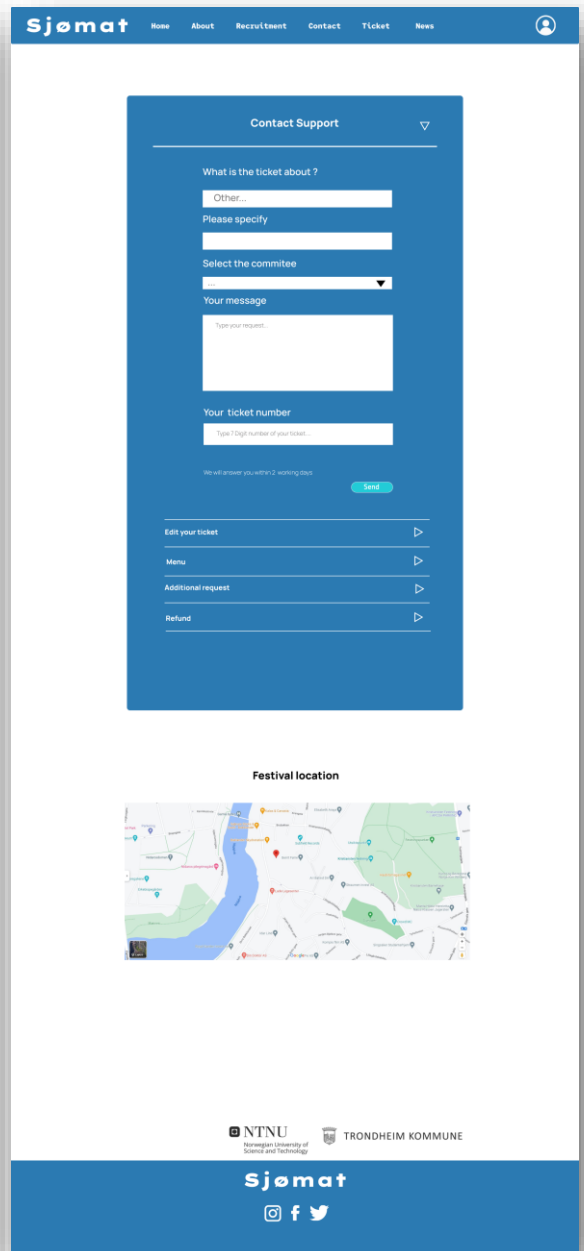 Sjømat
Home About Recruitment Contact Ticket News
Contact Support
What is the ticket about ?
Other...
Please specify
Select the commitee
...
Your message
Type your request...
Your ticket number
Type 7 Digit number of your ticket...
We will answer you within 2 working days
Send
Edit your ticket
Menu
Additional request
Refund
Festival location
NTNU
Norwegian University of
Science and Technology
TRONDHEIM KOMMUNE
Sjømat